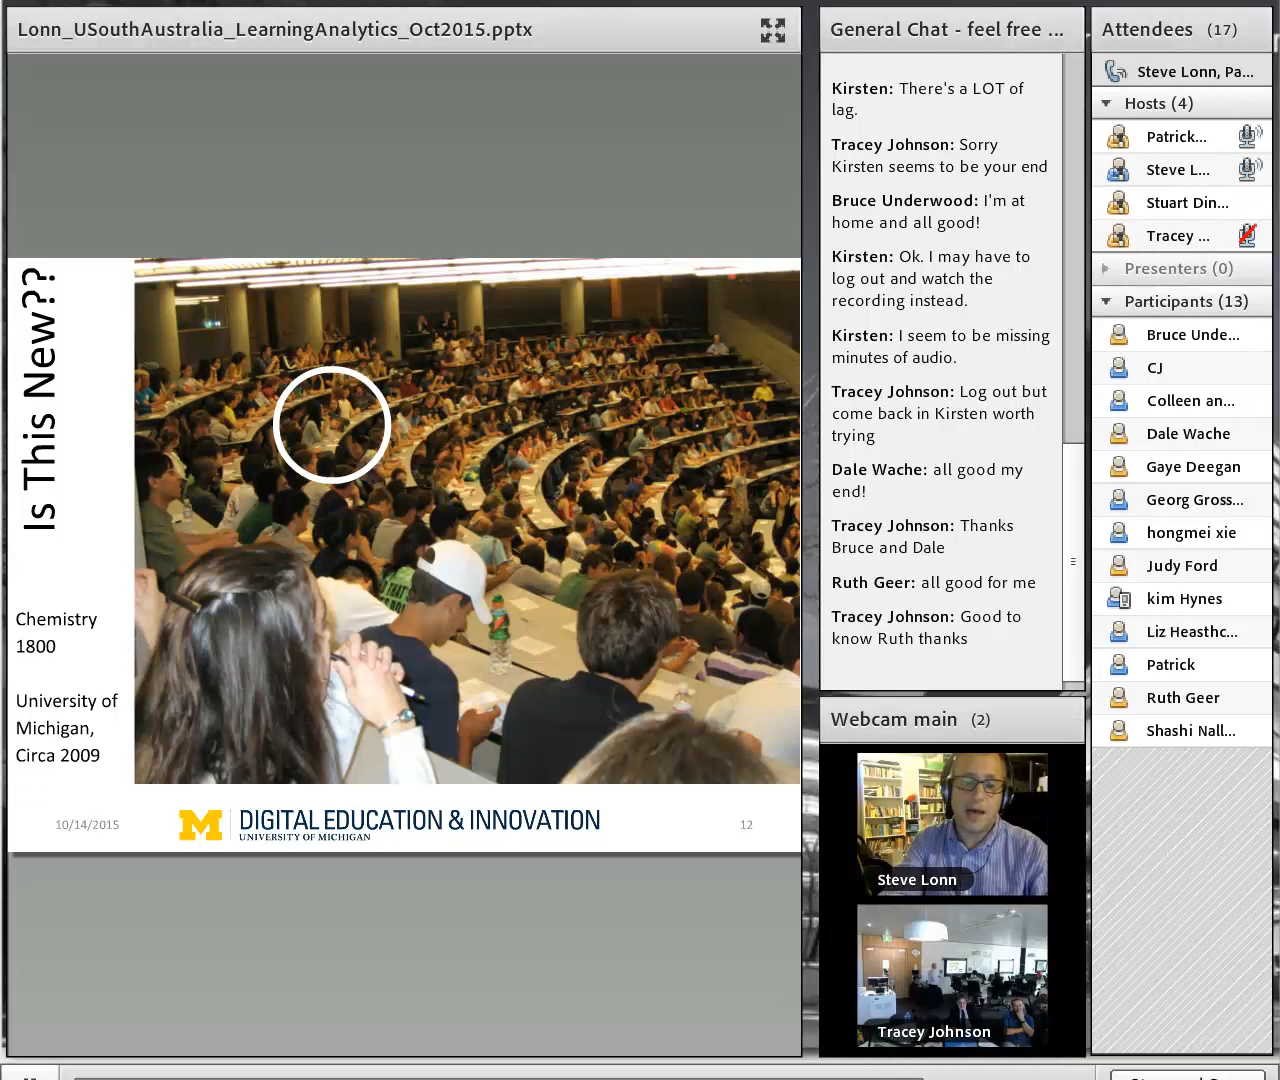 Lonn_USouthAustralia_LearningAnalytics_Oct2015.pptx
Is This New??
Chemistry
1800
University of
Michigan,
Circa 2009
10/14/2015
M
DIGITAL EDUCATION & INNOVATION
UNIVERSITY OF MICHIGAN
12
General Chat - feel free ...
Kirsten: There's a LOT of
lag.
Tracey Johnson: Sorry
Kirsten seems to be your end
Bruce Underwood: I'm at
home and all good!
Kirsten: Ok. I may have to
log out and watch the
recording instead.
Kirsten: I seem to be missing
minutes of audio.
Tracey Johnson: Log out but
come back in Kirsten worth
trying
Dale Wache: all good my
end!
Tracey Johnson: Thanks
Bruce and Dale
Ruth Geer: all good for me
Tracey Johnson: Good to
know Ruth thanks
Webcam main (2)
Steve Lonn
Tracey Johnson
Attendees (17)
Steve Lonn, Pa...
Hosts (4)
Patrick...
Steve L...
Stuart Din...
Tracey ...
Presenters (0)
Participants (13)
Bruce Unde...
CJ
Colleen an...
Dale Wache
Gaye Deegan
Georg Gross...
hongmei xie
Judy Ford
kim Hynes
Liz Heasthc...
Patrick
Ruth Geer
Shashi Nall...